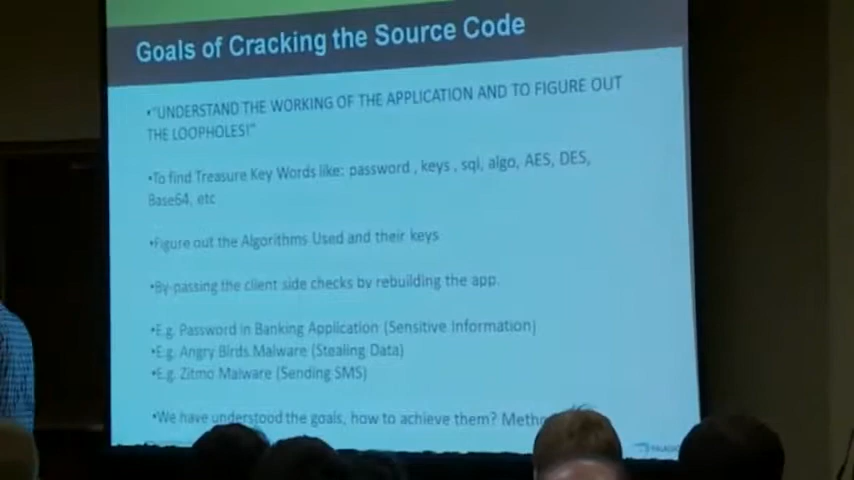 Goals of Cracking the Source Code
•"UNDERSTAND THE WORKING OF THE APPLICATION AND TO FIGURE OUT
THE LOOPHOLES!"
•To find Treasure Key Words like: password , keys , sql, algo, AES, DES,
Base64, etc
•Figure out the Algorithms Used and their keys
•By-passing the client side checks by rebuilding the app.
•E.g. Password in Banking Application (Sensitive Information)
•E.g. Angry Birds Malware (Stealing Data)
•E.g. Zitmo Malware (Sending SMS)
•We have understood the goals, how to achieve them? Metho